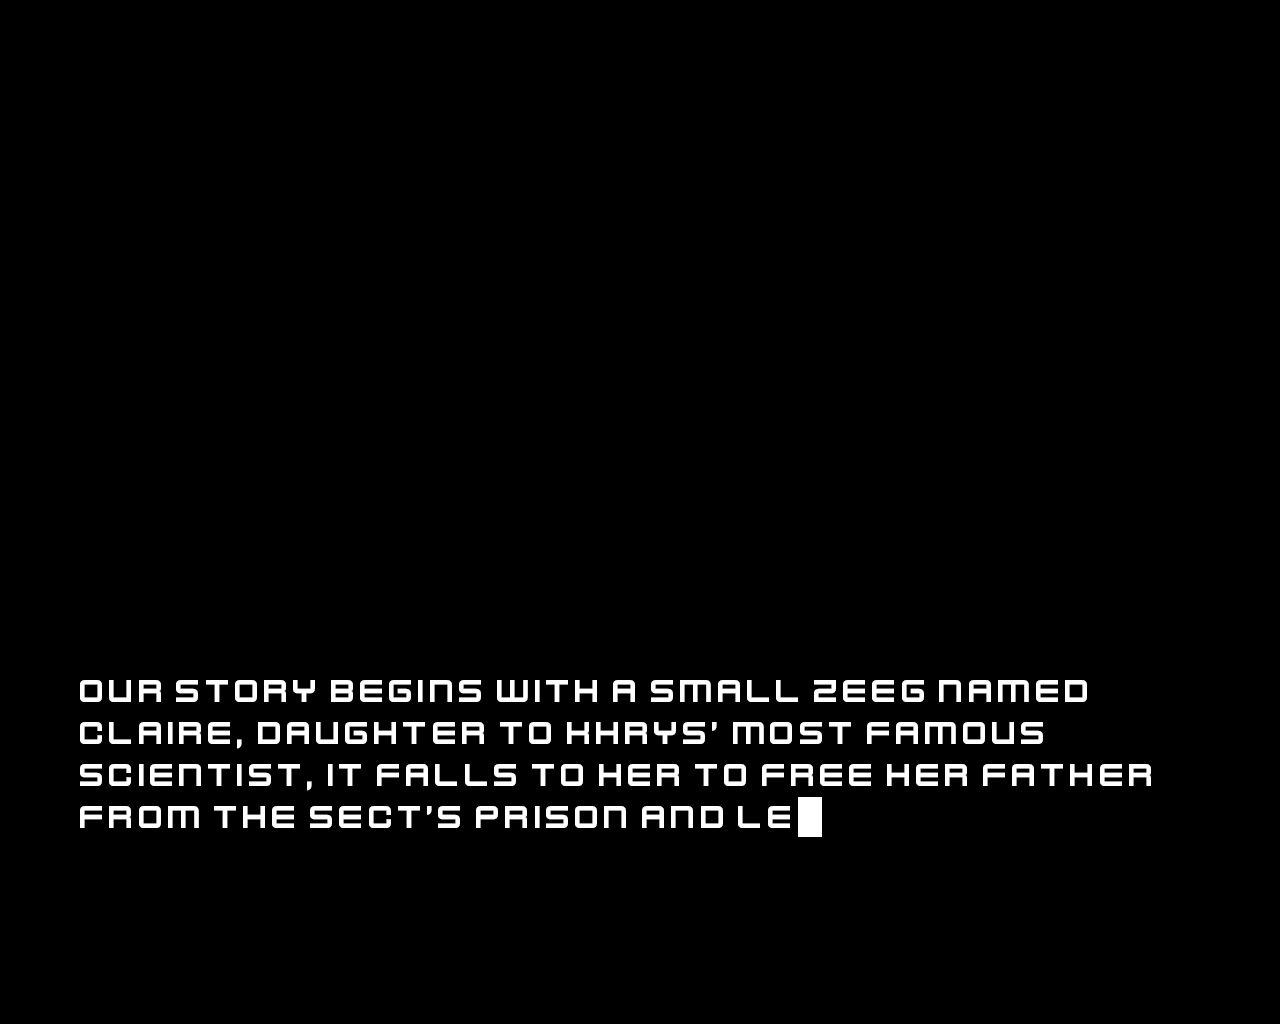 OUR STORY BEGINS WITH A SMALL ZEEG NAMED
CLAIRE, DAUGHTER TO KHRYS' MOST FAMOUS
SCIENTIST, IT FALLS TO HER TO FREE HER FATHER
FROM THE SECT'S PRISON AND LE